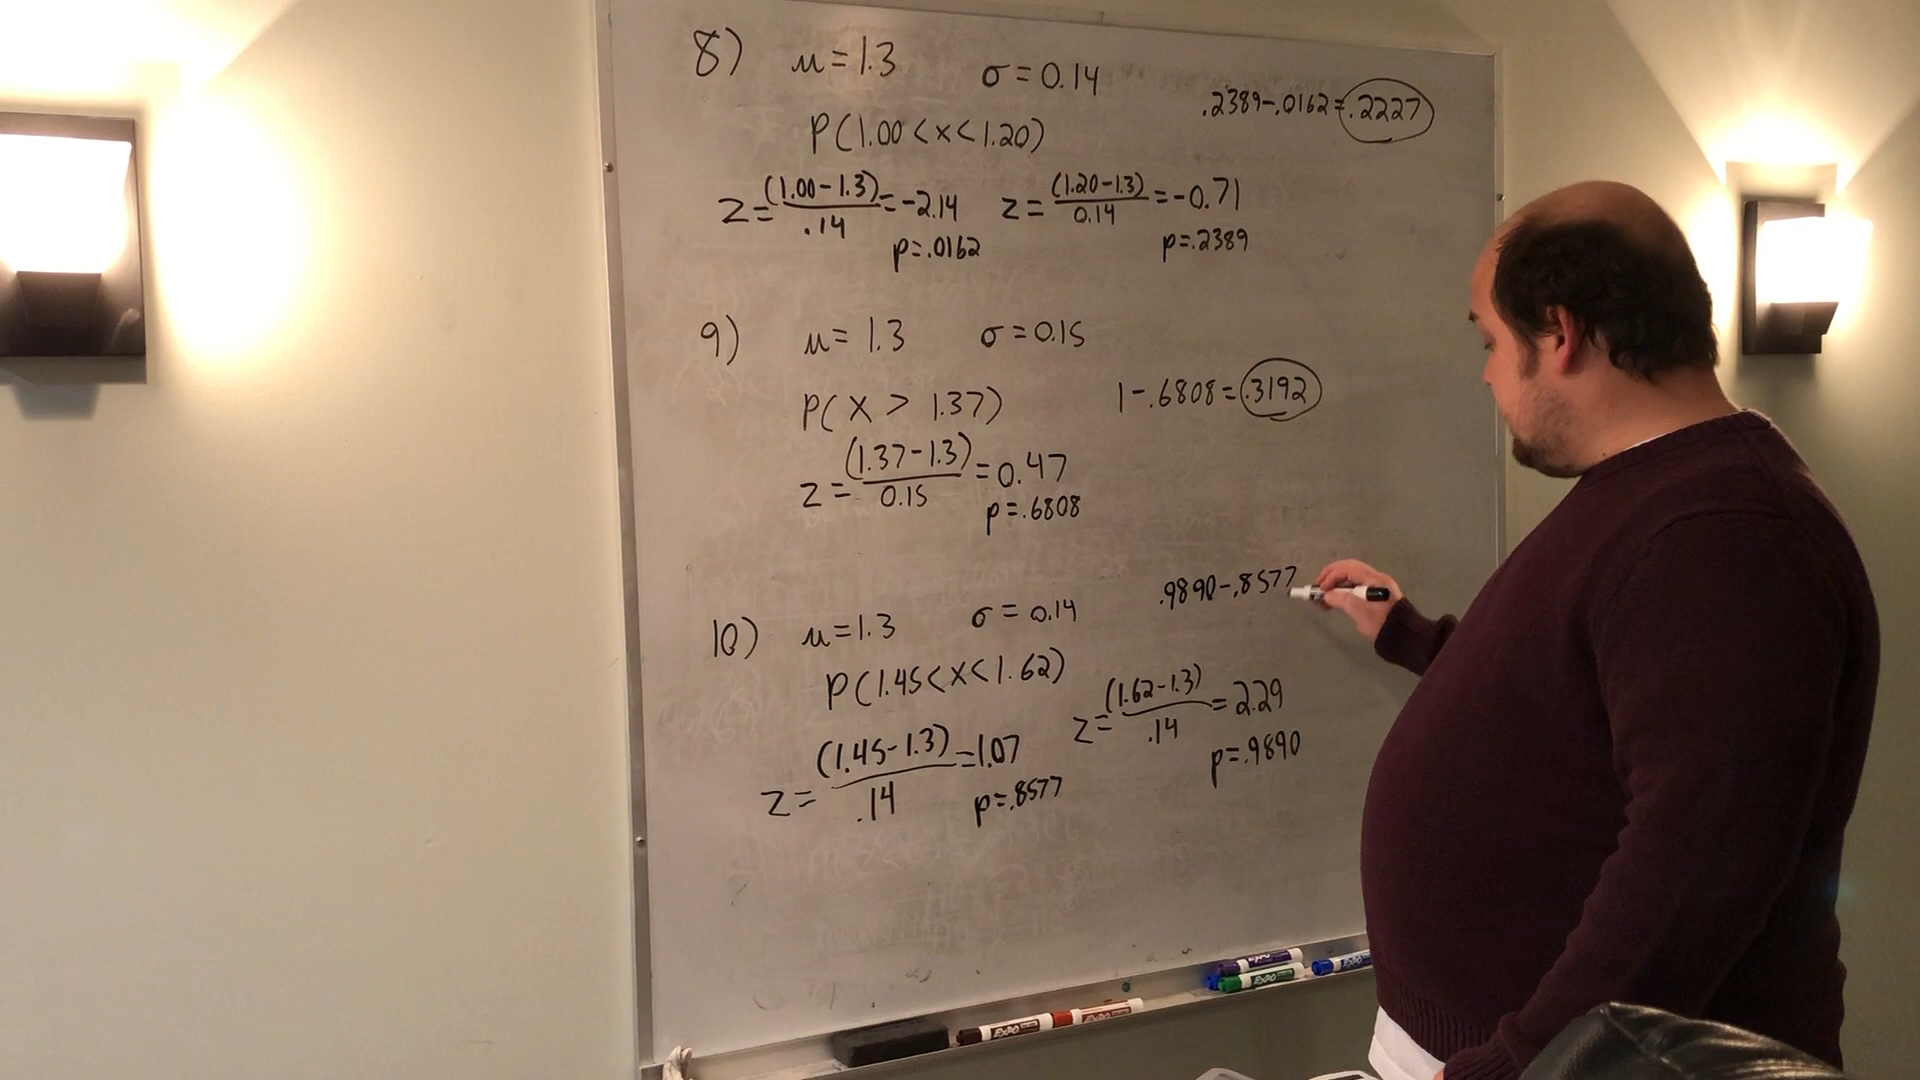 8) μ=1.3 σ=0.14
.2389-.0162=.2227
P(1.00<x<1.20)
z=(1.00-1.3)/.14=-2.14 z=(1.20-1.3)/0.14=-0.71
p=.0162 p=.2389
9) μ=1.3 σ=0.15
P(X>1.37)
1-.6808=.3192
z=(1.37-1.3)/0.15=0.47
p=.6808
10) μ=1.3 σ=0.14
.9890-.8577
P(1.45<x<1.62)
z=(1.45-1.3)/.14=1.07
p=.8577
z=(1.62-1.3)/.14=2.29
p=.9890
EXPO
EXPO
EXPO